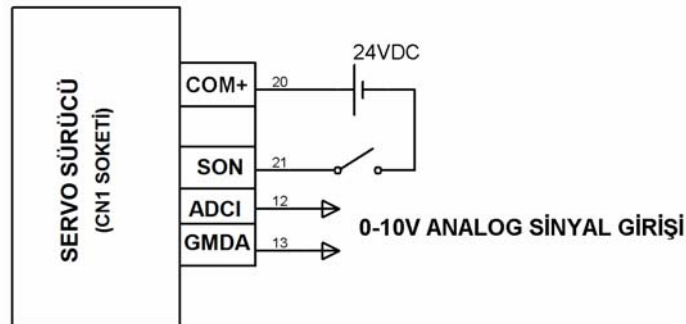 24VDC
SERVO SÜRÜCÜ
(CN1 SOKETİ)
COM+ 20
SON 21
ADCI 12
GMDA 13
0-10V ANALOG SİNYAL GİRİŞİ